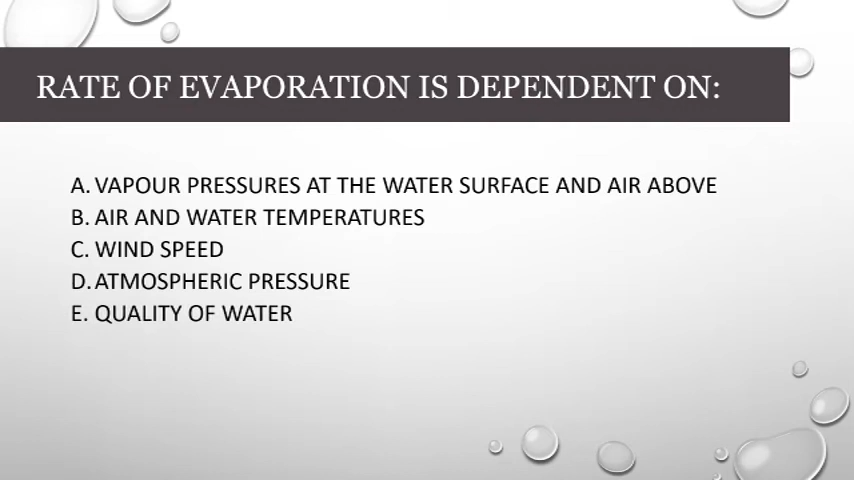 RATE OF EVAPORATION IS DEPENDENT ON:
A. VAPOUR PRESSURES AT THE WATER SURFACE AND AIR ABOVE
B. AIR AND WATER TEMPERATURES
C. WIND SPEED
D. ATMOSPHERIC PRESSURE
E. QUALITY OF WATER